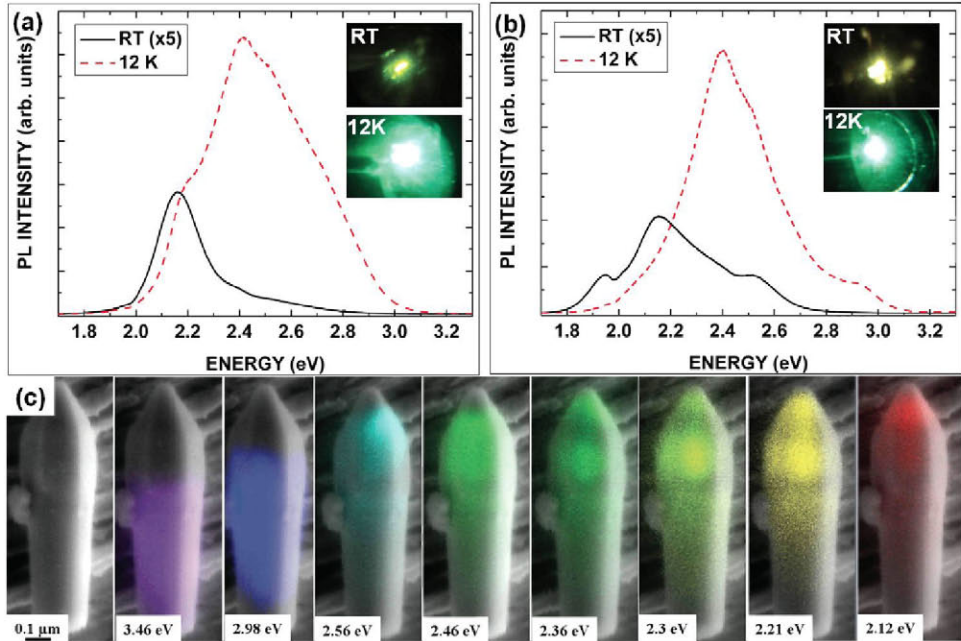 (a)
RT (x5)
12 K
RT
12K
PL INTENSITY (arb. units)
1.8 2.0 2.2 2.4 2.6 2.8 3.0 3.2
ENERGY (eV)
(b)
RT (x5)
12 K
RT
12K
PL INTENSITY (arb. units)
1.8 2.0 2.2 2.4 2.6 2.8 3.0 3.2
ENERGY (eV)
(c)
0.1 μm
3.46 eV
2.98 eV
2.56 eV
2.46 eV
2.36 eV
2.3 eV
2.21 eV
2.12 eV